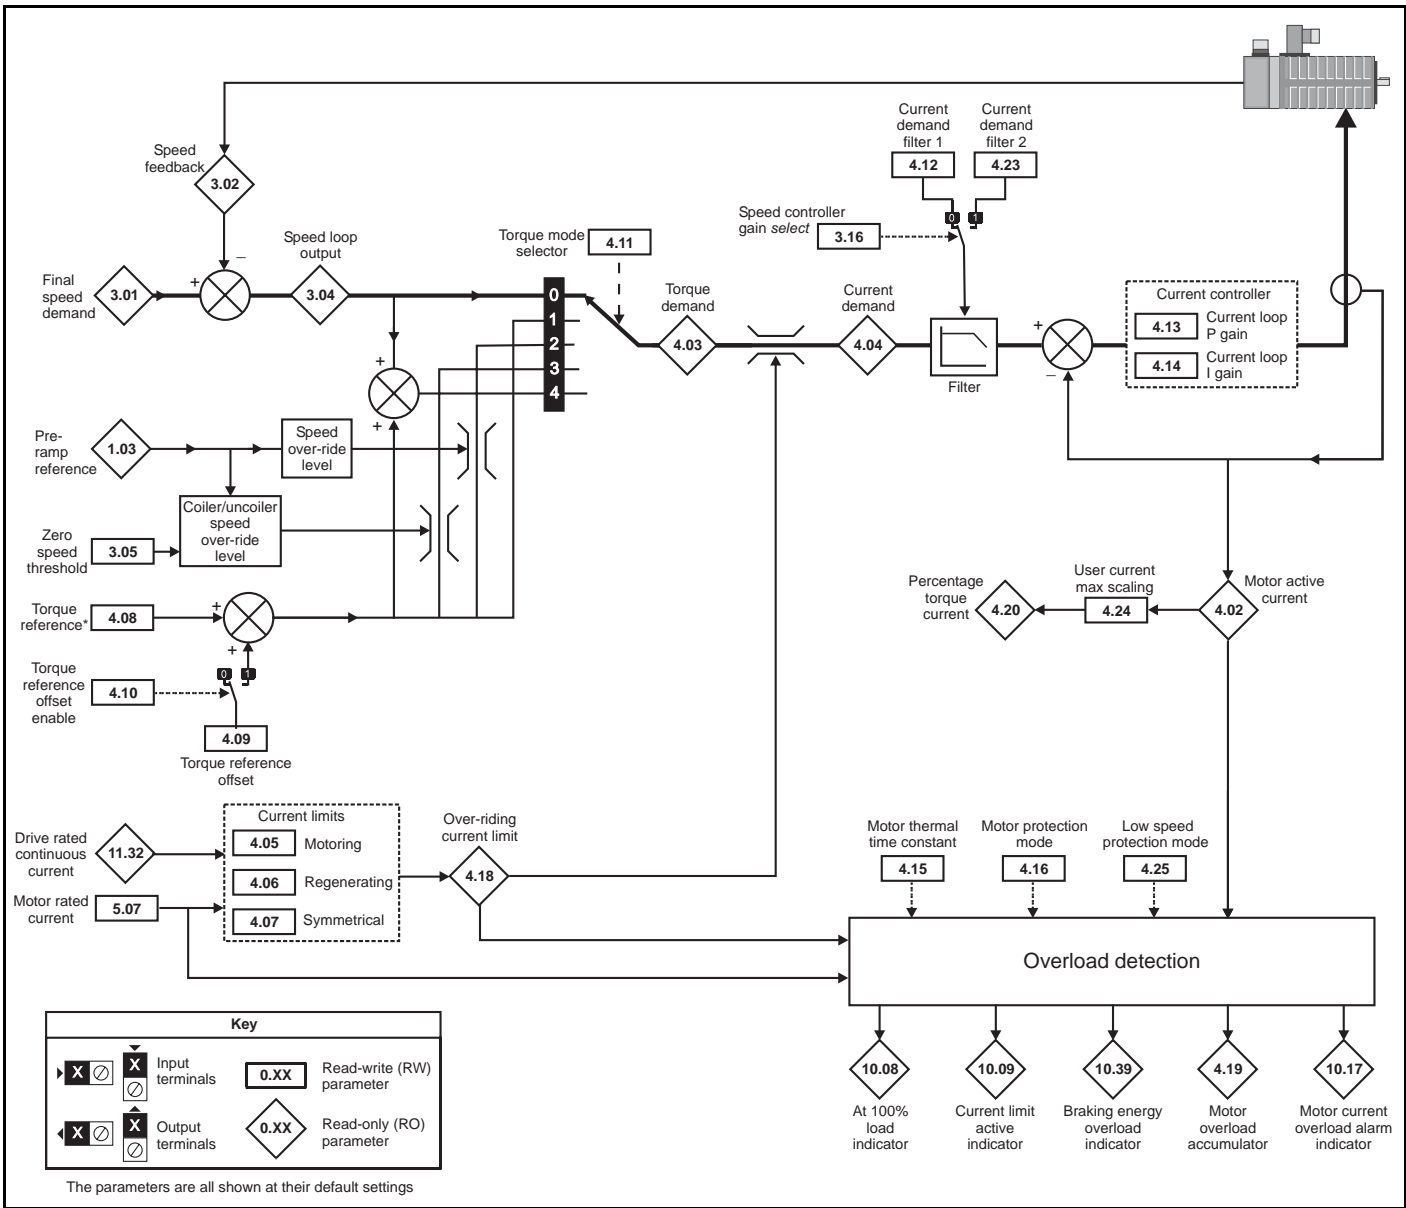 Current
demand
filter 1
4.12
Current
demand
filter 2
4.23
0
1
Speed
feedback
3.02
Speed controller
gain select
3.16
Speed loop
output
3.04
Torque mode
selector
4.11
Final
speed
demand
3.01
+
–
0
1
2
3
4
Torque
demand
4.03
Current
demand
4.04
Filter
+
–
Current controller
4.13
Current loop
P gain
4.14
Current loop
I gain
+
+
Pre-
ramp
reference
1.03
Speed
over-ride
level
Coiler/uncoiler
speed
over-ride
level
Zero
speed
threshold
3.05
Torque
reference*
4.08
+
+
0
1
Torque
reference
offset
enable
4.10
4.09
Torque reference
offset
Percentage
torque
current
4.20
User current
max scaling
4.24
4.02
Motor active
current
Drive rated
continuous
current
11.32
Motor rated
current
5.07
Current limits
4.05
Motoring
4.06
Regenerating
4.07
Symmetrical
Over-riding
current limit
4.18
Motor thermal
time constant
4.15
Motor protection
mode
4.16
Low speed
protection mode
4.25
Overload detection
10.08
At 100%
load
indicator
10.09
Current limit
active
indicator
10.39
Braking energy
overload
indicator
4.19
Motor
overload
accumulator
10.17
Motor current
overload alarm
indicator
Key
X
X
Input
terminals
0.XX
Read-write (RW)
parameter
X
X
Output
terminals
0.XX
Read-only (RO)
parameter
The parameters are all shown at their default settings